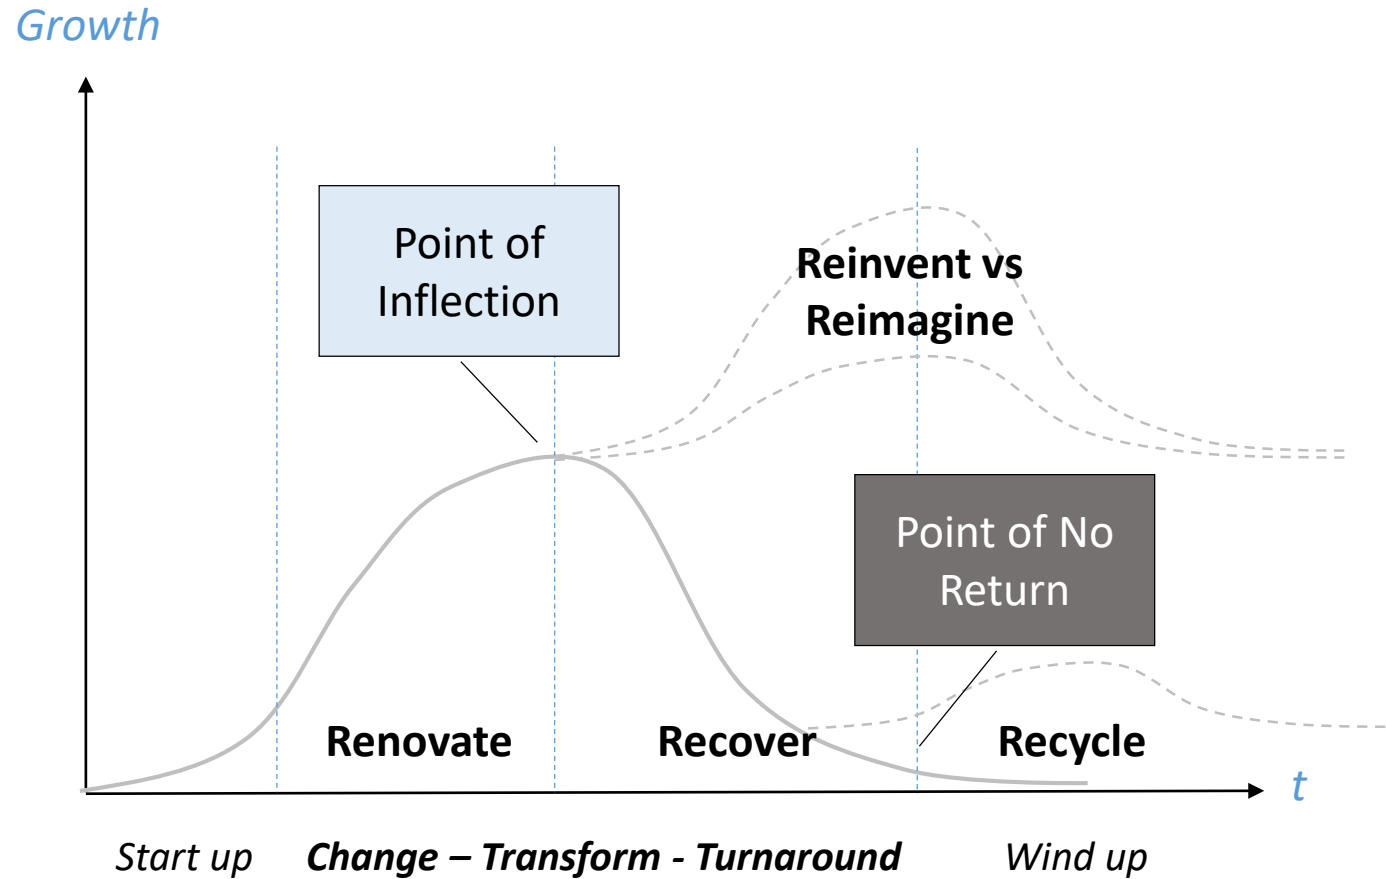 Growth
Point of
Inflection
Reinvent vs
Reimagine
Point of No
Return
Renovate
Recover
Recycle
t
Start up
Change – Transform - Turnaround
Wind up